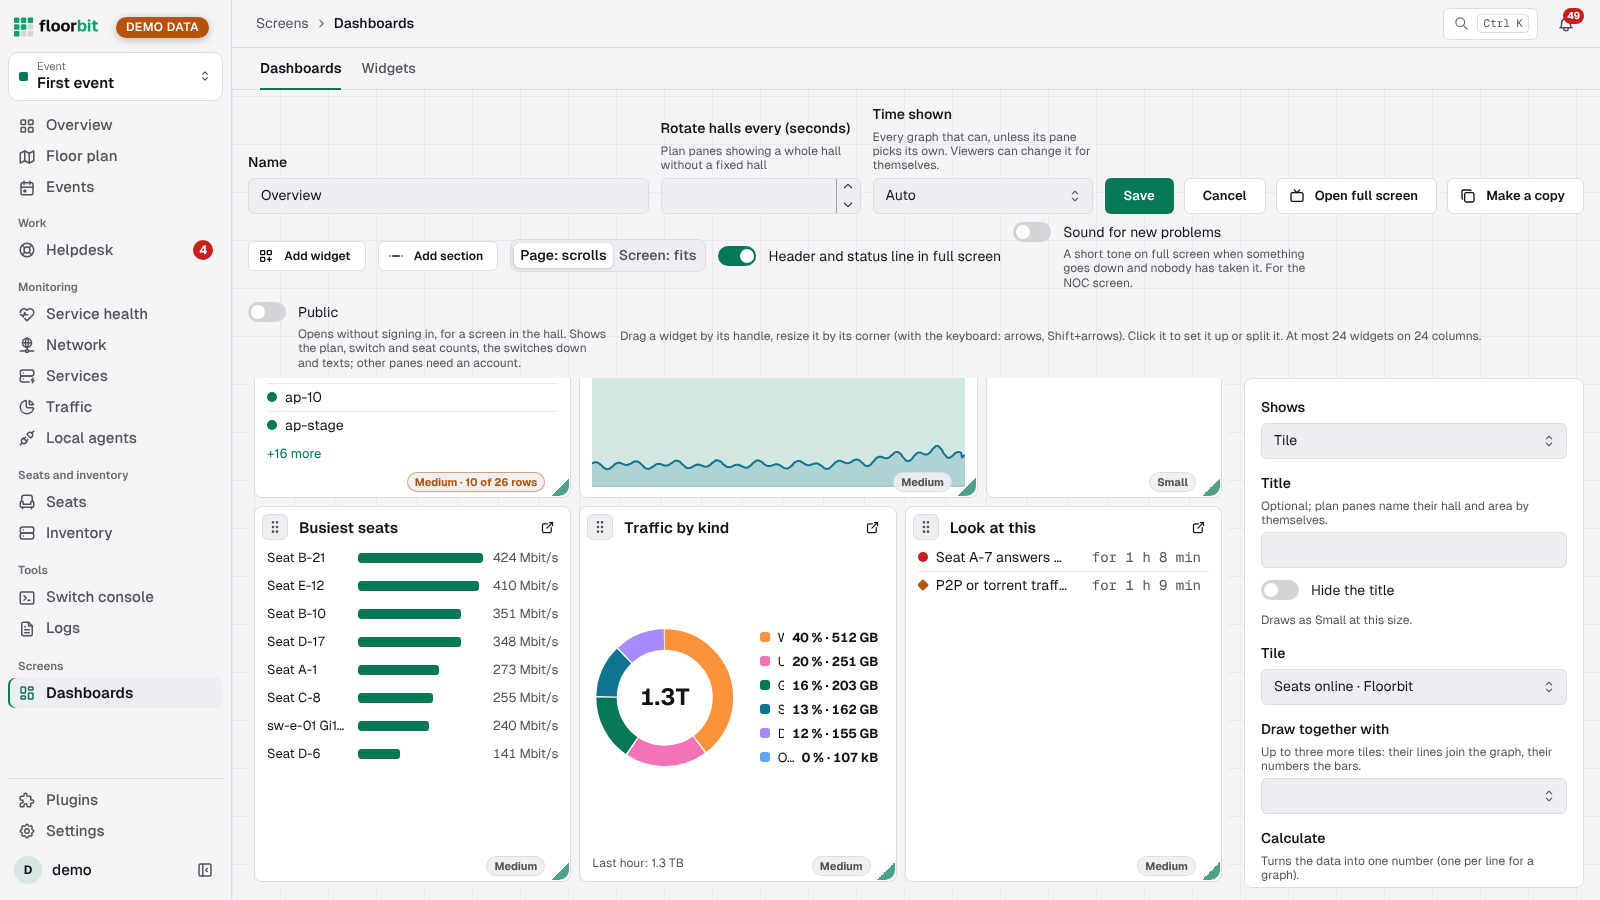 floorbit
DEMO DATA
Event
First event
Overview
Floor plan
Events
Work
Helpdesk
4
Monitoring
Service health
Network
Services
Traffic
Local agents
Seats and inventory
Seats
Inventory
Tools
Switch console
Logs
Screens
Dashboards
Plugins
Settings
D
demo
Screens > Dashboards
Ctrl K
49
Dashboards
Widgets
Name
Overview
Rotate halls every (seconds)
Plan panes showing a whole hall
without a fixed hall
Time shown
Every graph that can, unless its pane
picks its own. Viewers can change it for
themselves.
Auto
Save
Cancel
Open full screen
Make a copy
Add widget
Add section
Page: scrolls
Screen: fits
Header and status line in full screen
Sound for new problems
A short tone on full screen when something
goes down and nobody has taken it. For the
NOC screen.
Public
Opens without signing in, for a screen in the hall. Shows
the plan, switch and seat counts, the switches down
and texts; other panes need an account.
Drag a widget by its handle, resize it by its corner (with the keyboard: arrows, Shift+arrows). Click it to set it up or split it. At most 24 widgets on 24 columns.
ap-10
ap-stage
+16 more
Medium · 10 of 26 rows
Medium
Small
Busiest seats
Seat B-21 424 Mbit/s
Seat E-12 410 Mbit/s
Seat B-10 351 Mbit/s
Seat D-17 348 Mbit/s
Seat A-1 273 Mbit/s
Seat C-8 255 Mbit/s
sw-e-01 Gi1… 240 Mbit/s
Seat D-6 141 Mbit/s
Medium
Traffic by kind
1.3T
40 % · 512 GB
20 % · 251 GB
16 % · 203 GB
13 % · 162 GB
12 % · 155 GB
O… 0 % · 107 kB
Last hour: 1.3 TB
Medium
Look at this
Seat A-7 answers … for 1 h 8 min
P2P or torrent traff… for 1 h 9 min
Medium
Shows
Tile
Title
Optional; plan panes name their hall and area by
themselves.
Hide the title
Draws as Small at this size.
Tile
Seats online · Floorbit
Draw together with
Up to three more tiles: their lines join the graph, their
numbers the bars.
Calculate
Turns the data into one number (one per line for a
graph).